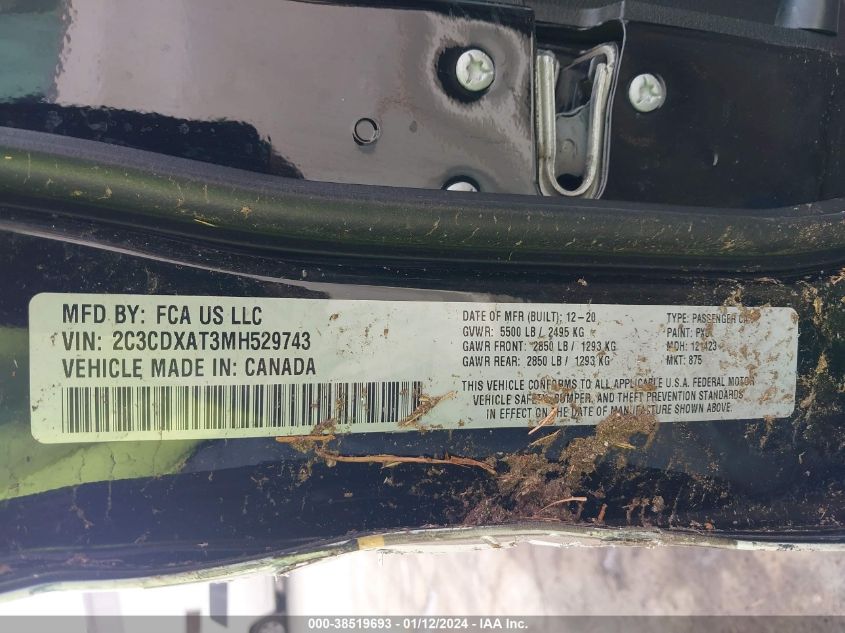 MFD BY: FCA US LLC
VIN: 2C3CDXAT3MH529743
VEHICLE MADE IN: CANADA
DATE OF MFR (BUILT): 12-20
GVWR: 5500 LB / 2495 KG
GAWR FRONT: 2850 LB / 1293 KG
GAWR REAR: 2850 LB / 1293 KG
TYPE: PASSENGER
PAINT:
MDH:
MKT: 875
THIS VEHICLE CONFORMS TO ALL APPLICABLE U.S.A. FEDERAL MOTOR
VEHICLE SAFETY, BUMPER, AND THEFT PREVENTION STANDARDS
IN EFFECT ON THE DATE OF MANUFACTURE SHOWN ABOVE.
000-38519693 - 01/12/2024 - IAA Inc.